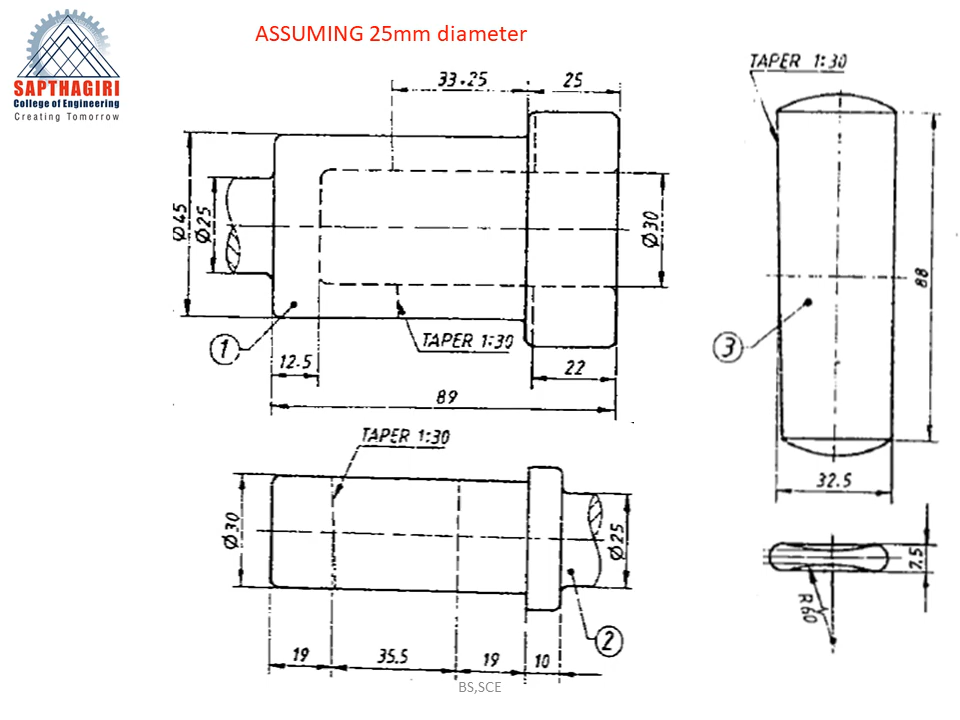 ASSUMING 25mm diameter
SAPTHAGIRI
College of Engineering
Creating Tomorrow
33.25
25
Ø45
Ø25
Ø30
1
TAPER 1:30
12.5
22
89
TAPER 1:30
Ø30
Ø25
2
19
35.5
19
10
TAPER 1:30
88
3
32.5
7.5
R60
BS,SCE